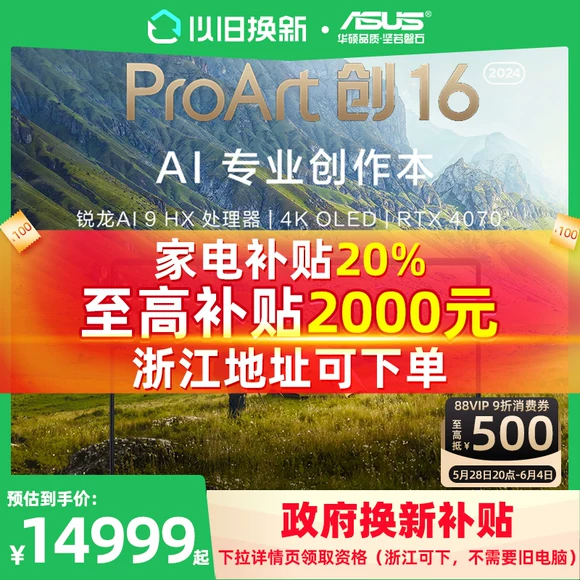 以旧换新 · ASUS
华硕品质·坚若磐石
ProArt 创16 2024
AI 专业创作本
锐龙AI 9 HX 处理器 | 4K OLED | RTX 4070
100
100
家电补贴20%
至高补贴2000元
浙江地址可下单
88VIP 9折消费券
至高抵 ¥500
5月28日20点-6月4日
预估到手价:
¥14999起
政府换新补贴
下拉详情页领取资格（浙江可下，不需要旧电脑）